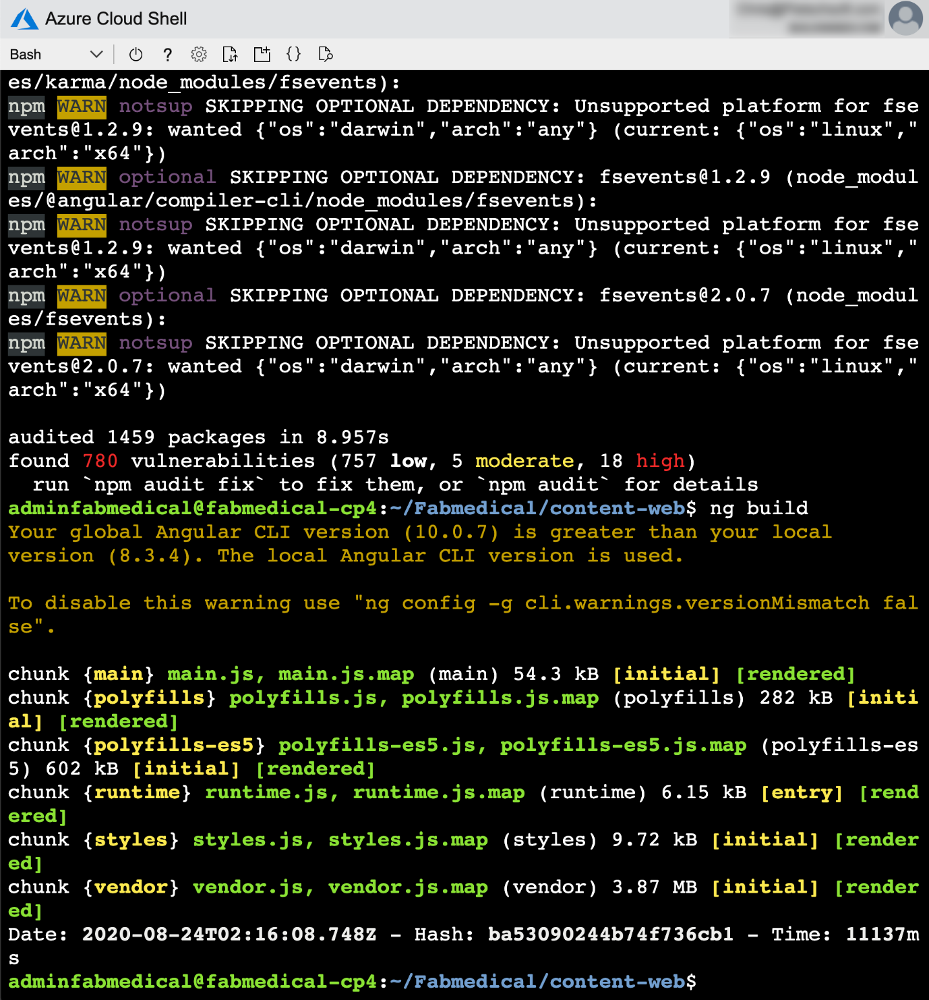 Azure Cloud Shell
Bash
es/karma/node_modules/fsevents):
npm WARN notsup SKIPPING OPTIONAL DEPENDENCY: Unsupported platform for fse
vents@1.2.9: wanted {"os":"darwin","arch":"any"} (current: {"os":"linux","
arch":"x64"})
npm WARN optional SKIPPING OPTIONAL DEPENDENCY: fsevents@1.2.9 (node_modul
es/@angular/compiler-cli/node_modules/fsevents):
npm WARN notsup SKIPPING OPTIONAL DEPENDENCY: Unsupported platform for fse
vents@1.2.9: wanted {"os":"darwin","arch":"any"} (current: {"os":"linux","
arch":"x64"})
npm WARN optional SKIPPING OPTIONAL DEPENDENCY: fsevents@2.0.7 (node_modul
es/fsevents):
npm WARN notsup SKIPPING OPTIONAL DEPENDENCY: Unsupported platform for fse
vents@2.0.7: wanted {"os":"darwin","arch":"any"} (current: {"os":"linux","
arch":"x64"})
audited 1459 packages in 8.957s
found 780 vulnerabilities (757 low, 5 moderate, 18 high)
run `npm audit fix` to fix them, or `npm audit` for details
adminfabmedical@fabmedical-cp4:~/Fabmedical/content-web$ ng build
Your global Angular CLI version (10.0.7) is greater than your local
version (8.3.4). The local Angular CLI version is used.
To disable this warning use "ng config -g cli.warnings.versionMismatch fal
se".
chunk {main} main.js, main.js.map (main) 54.3 kB [initial] [rendered]
chunk {polyfills} polyfills.js, polyfills.js.map (polyfills) 282 kB [initi
al] [rendered]
chunk {polyfills-es5} polyfills-es5.js, polyfills-es5.js.map (polyfills-es
5) 602 kB [initial] [rendered]
chunk {runtime} runtime.js, runtime.js.map (runtime) 6.15 kB [entry] [rend
ered]
chunk {styles} styles.js, styles.js.map (styles) 9.72 kB [initial] [render
ed]
chunk {vendor} vendor.js, vendor.js.map (vendor) 3.87 MB [initial] [render
ed]
Date: 2020-08-24T02:16:08.748Z - Hash: ba53090244b74f736cb1 - Time: 11137m
s
adminfabmedical@fabmedical-cp4:~/Fabmedical/content-web$